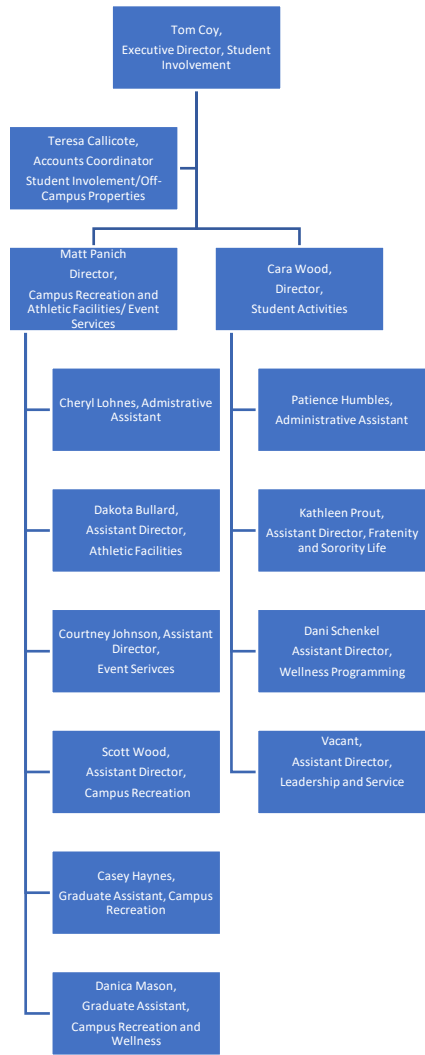 Tom Coy,
Executive Director, Student
Involvement
Teresa Callicote,
Accounts Coordinator
Student Involement/Off-
Campus Properties
Matt Panich
Director,
Campus Recreation and
Athletic Facilities/ Event
Services
Cara Wood,
Director,
Student Activities
Cheryl Lohnes, Admistrative
Assistant
Dakota Bullard,
Assistant Director,
Athletic Facilities
Courtney Johnson, Assistant
Director,
Event Serivces
Scott Wood,
Assistant Director,
Campus Recreation
Casey Haynes,
Graduate Assistant, Campus
Recreation
Danica Mason,
Graduate Assistant,
Campus Recreation and
Wellness
Patience Humbles,
Administrative Assistant
Kathleen Prout,
Assistant Director, Fratenity
and Sorority Life
Dani Schenkel
Assistant Director,
Wellness Programming
Vacant,
Assistant Director,
Leadership and Service